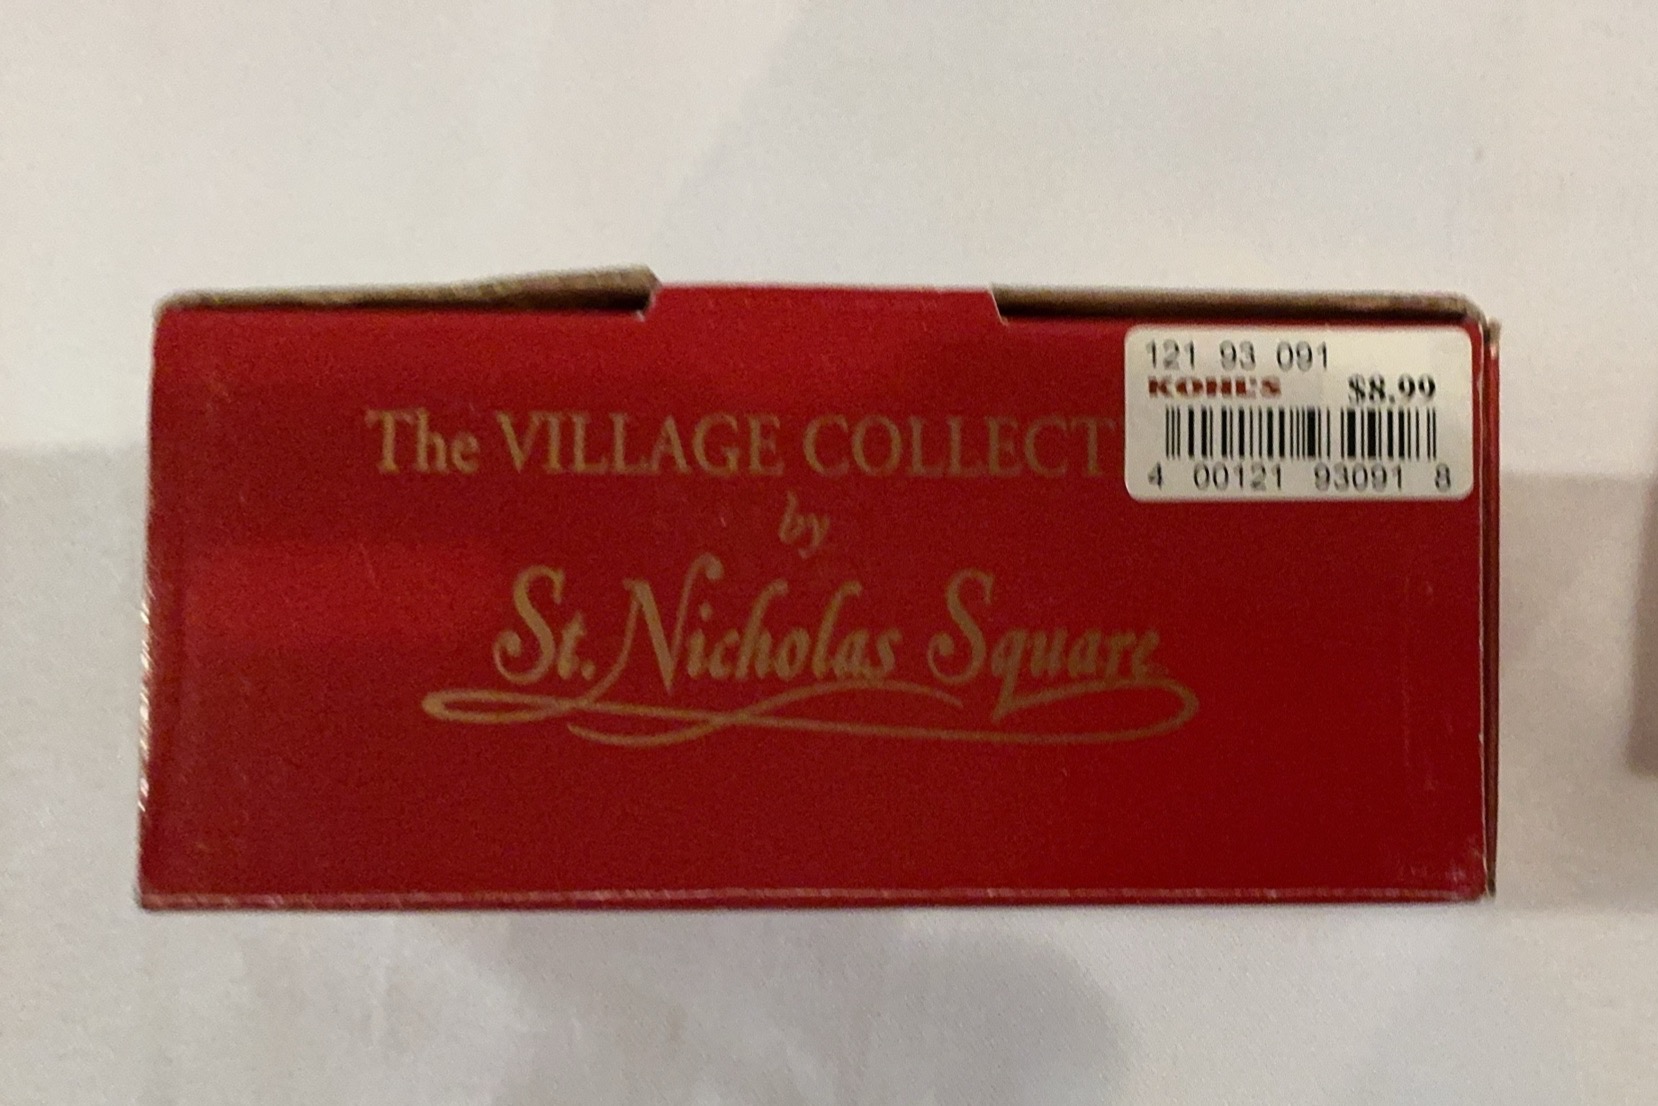 121 93 091
KOHL'S $8.99
4 00121 93091 8
The VILLAGE COLLECT
by
St. Nicholas Square